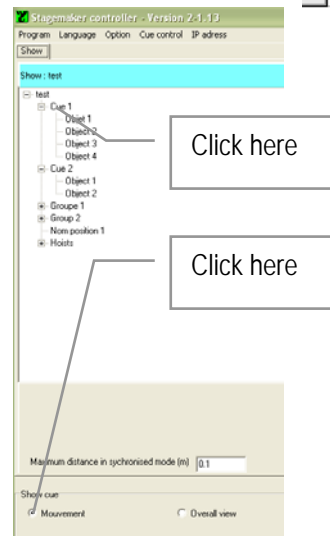 Stagemaker controller - Version 2-1-13
Program Language Option Cue control IP adress
Show
Show : test
test
Cue 1
Objet 1
Object 2
Object 3
Object 4
Cue 2
Object 1
Object 2
Groupe 1
Group 2
Nom position 1
Hoists
Click here
Click here
Maximum distance in sychronised mode (m) 0.1
Show cue
Mouvement Overall view